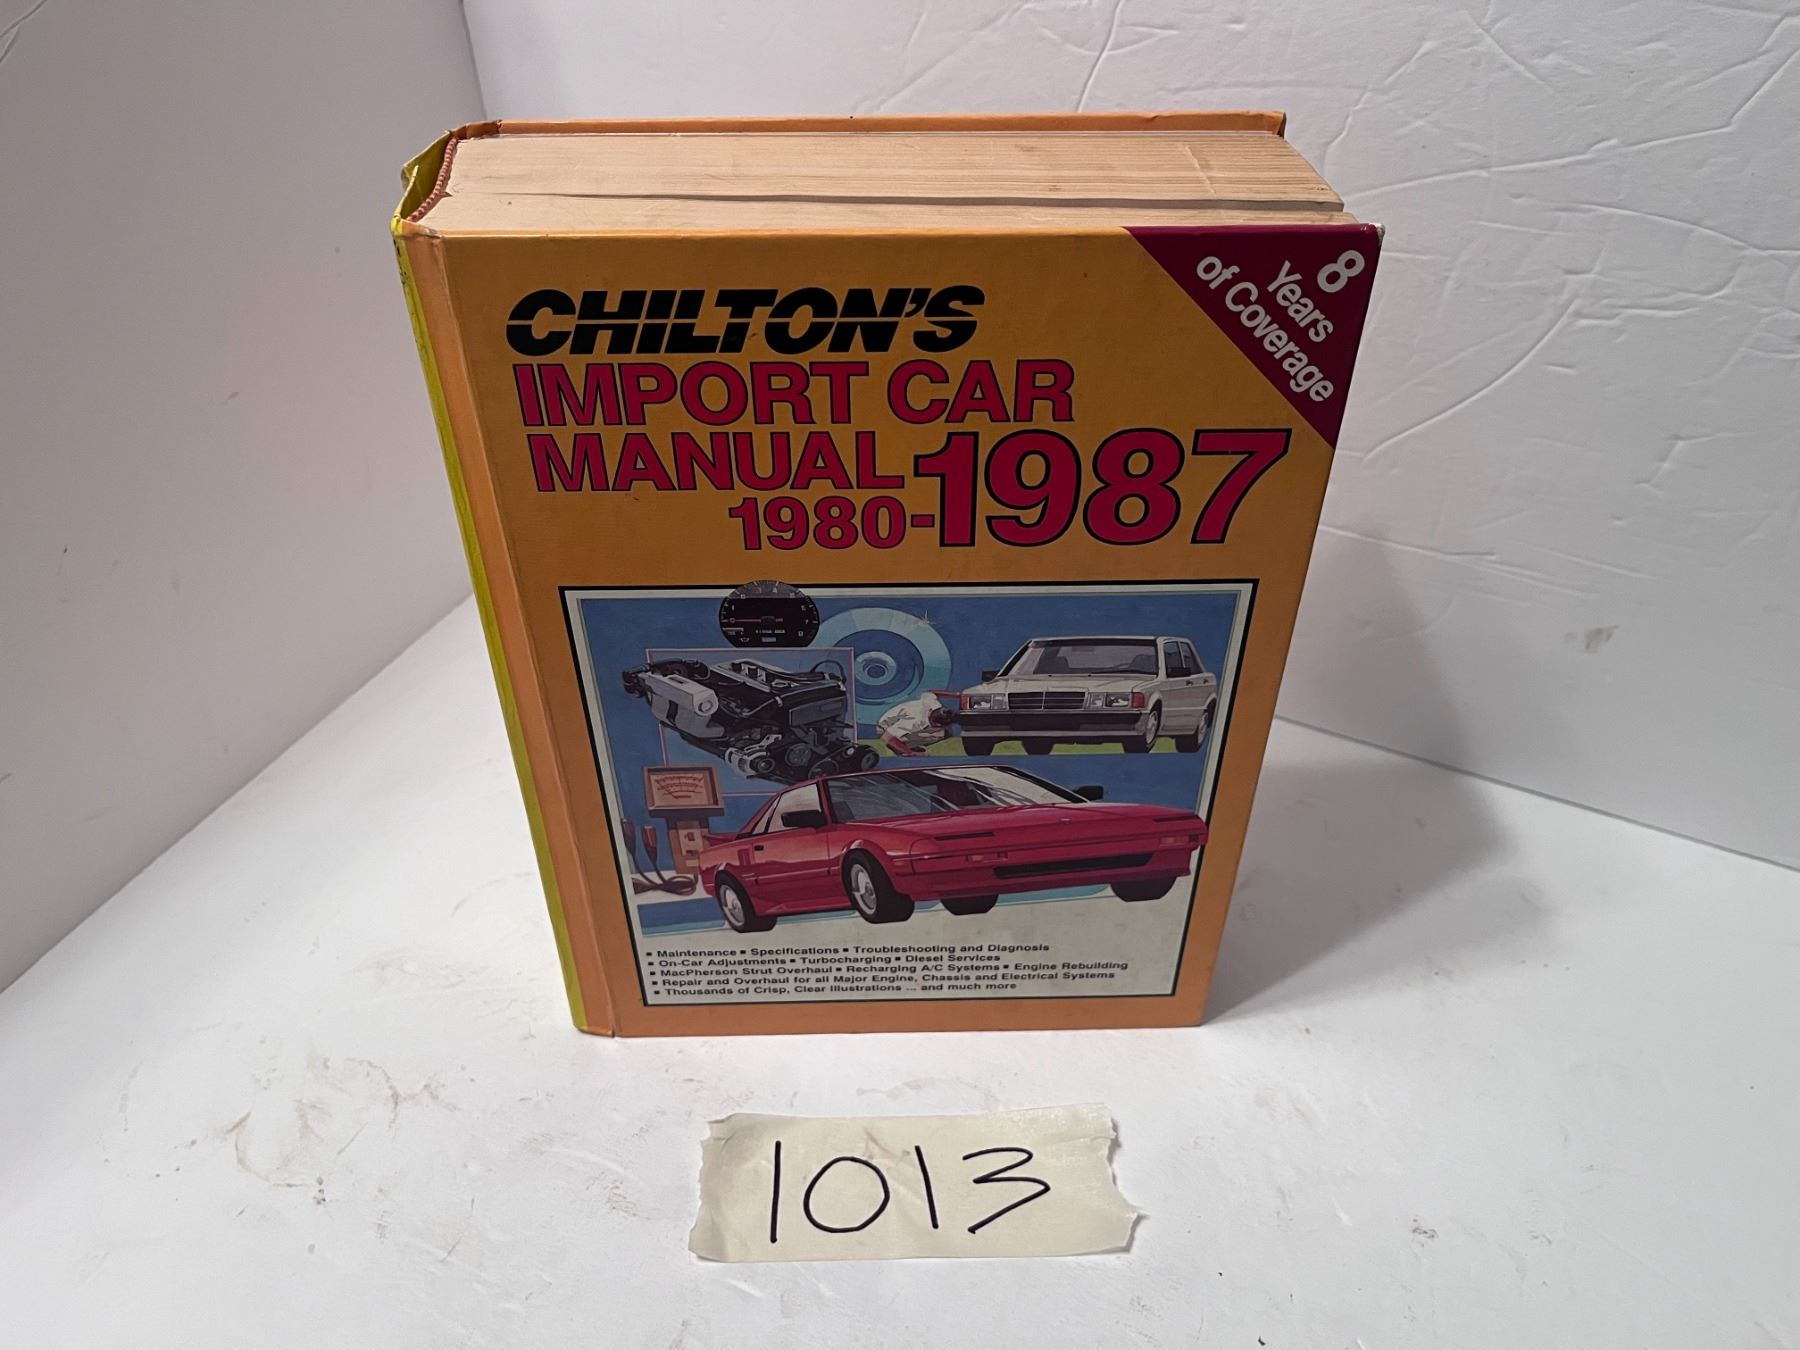 8
Years
of Coverage
CHILTON'S
IMPORT CAR
MANUAL
1980-1987
▪ Maintenance ▪ Specifications ▪ Troubleshooting and Diagnosis
▪ On-Car Adjustments ▪ Turbocharging ▪ Diesel Services
▪ MacPherson Strut Overhaul ▪ Recharging A/C Systems ▪ Engine Rebuilding
▪ Repair and Overhaul for all Major Engine, Chassis and Electrical Systems
▪ Thousands of Crisp, Clear Illustrations ... and much more
1013